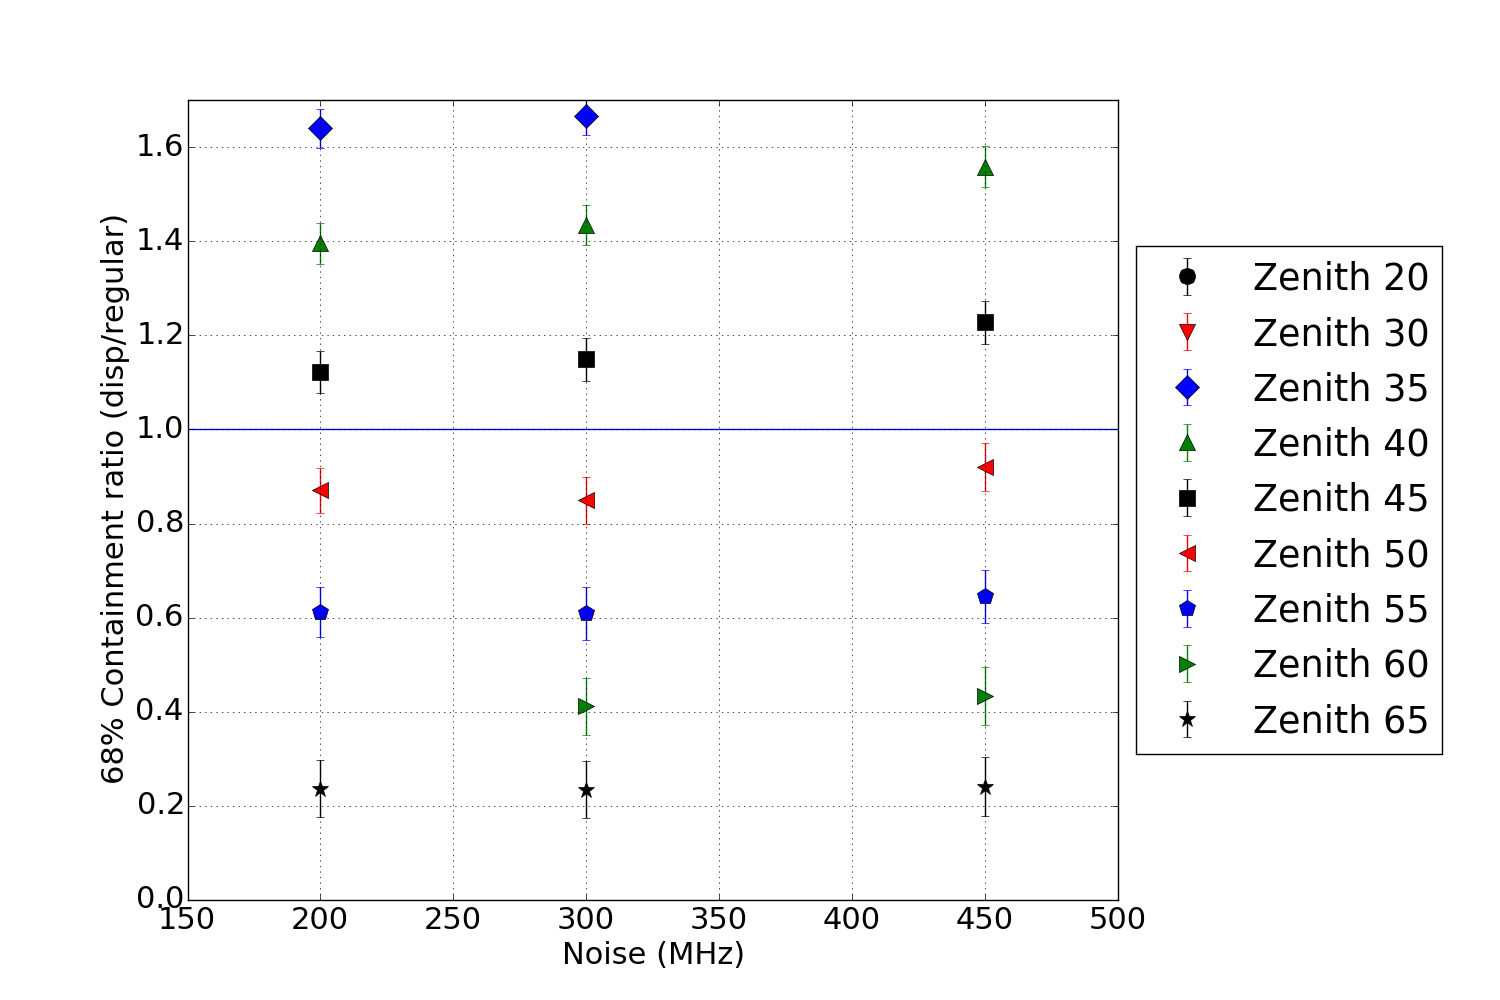 68% Containment ratio (disp/regular)
1.6
1.4
1.2
1.0
0.8
0.6
0.4
0.2
0.0
150 200 250 300 350 400 450 500
Noise (MHz)
Zenith 20
Zenith 30
Zenith 35
Zenith 40
Zenith 45
Zenith 50
Zenith 55
Zenith 60
Zenith 65